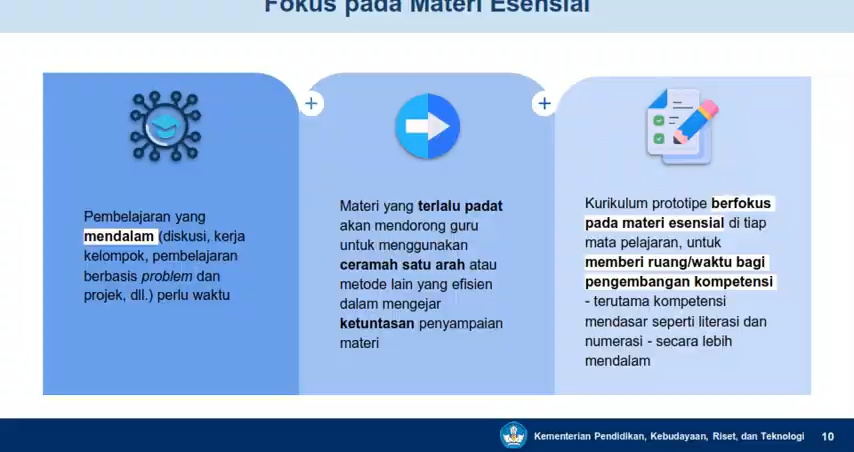 Fokus pada Materi Esensial
Pembelajaran yang
mendalam (diskusi, kerja
kelompok, pembelajaran
berbasis problem dan
projek, dll.) perlu waktu
Materi yang terlalu padat
akan mendorong guru
untuk menggunakan
ceramah satu arah atau
metode lain yang efisien
dalam mengejar
ketuntasan penyampaian
materi
Kurikulum prototipe berfokus
pada materi esensial di tiap
mata pelajaran, untuk
memberi ruang/waktu bagi
pengembangan kompetensi
- terutama kompetensi
mendasar seperti literasi dan
numerasi - secara lebih
mendalam
Kementerian Pendidikan, Kebudayaan, Riset, dan Teknologi 10